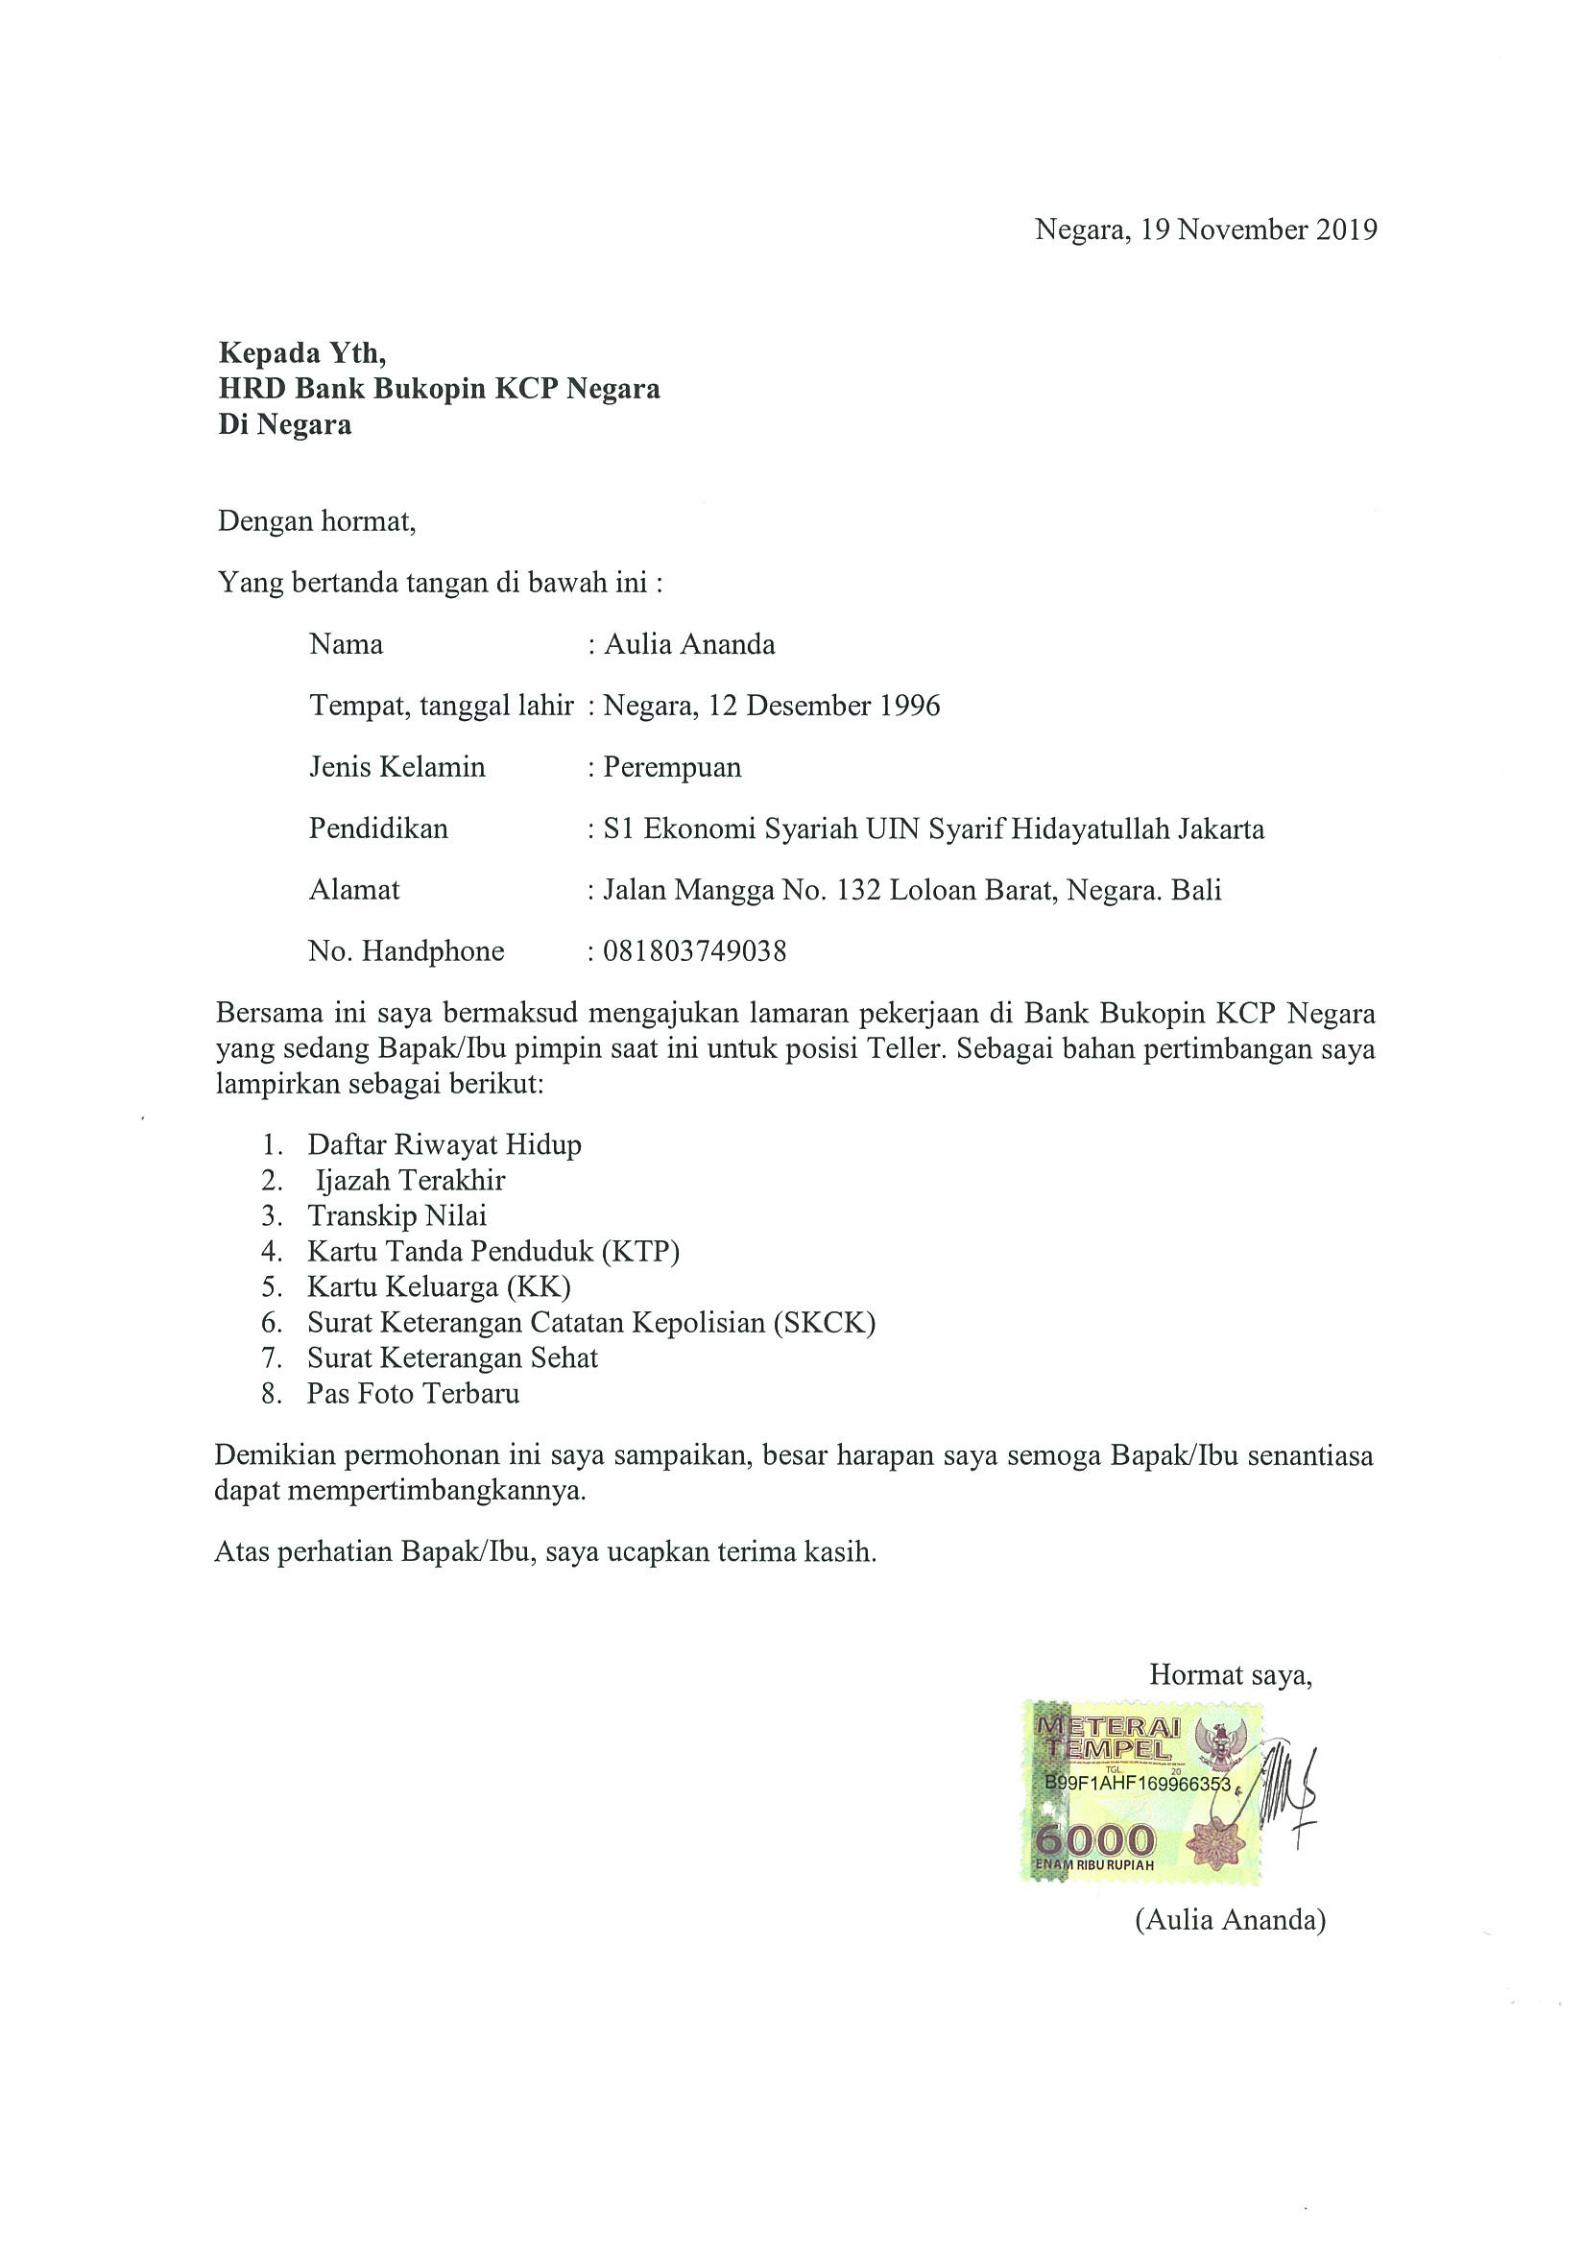 Negara, 19 November 2019
Kepada Yth,
HRD Bank Bukopin KCP Negara
Di Negara
Dengan hormat,
Yang bertanda tangan di bawah ini :
Nama : Aulia Ananda
Tempat, tanggal lahir : Negara, 12 Desember 1996
Jenis Kelamin : Perempuan
Pendidikan : S1 Ekonomi Syariah UIN Syarif Hidayatullah Jakarta
Alamat : Jalan Mangga No. 132 Loloan Barat, Negara. Bali
No. Handphone : 081803749038
Bersama ini saya bermaksud mengajukan lamaran pekerjaan di Bank Bukopin KCP Negara
yang sedang Bapak/Ibu pimpin saat ini untuk posisi Teller. Sebagai bahan pertimbangan saya
lampirkan sebagai berikut:
1. Daftar Riwayat Hidup
2. Ijazah Terakhir
3. Transkip Nilai
4. Kartu Tanda Penduduk (KTP)
5. Kartu Keluarga (KK)
6. Surat Keterangan Catatan Kepolisian (SKCK)
7. Surat Keterangan Sehat
8. Pas Foto Terbaru
Demikian permohonan ini saya sampaikan, besar harapan saya semoga Bapak/Ibu senantiasa
dapat mempertimbangkannya.
Atas perhatian Bapak/Ibu, saya ucapkan terima kasih.
Hormat saya,
METERAI
TEMPEL
TGL. 20
B99F1AHF169966353
6000
ENAM RIBU RUPIAH
(Aulia Ananda)